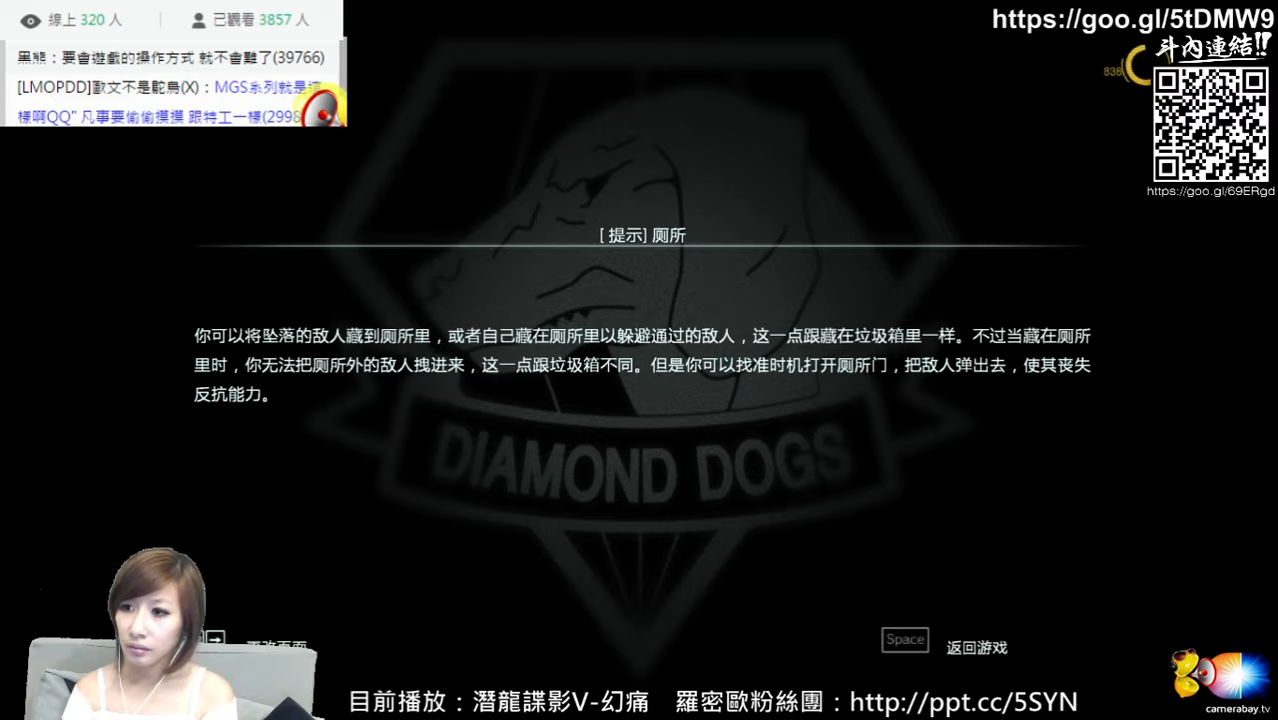 線上 320 人
已觀看 3857 人
https://goo.gl/5tDMW9
斗內連結!!
黑熊：要會遊戲的操作方式 就不會難了(39766)
[LMOPDD]歐文不是鴕鳥(X)：MGS系列就是這
樣啊QQ" 凡事要偷偷摸摸 跟特工一樣(2998
836
https://goo.gl/69ERgd
[ 提示] 厕所
你可以将坠落的敌人藏到厕所里，或者自己藏在厕所里以躲避通过的敌人，这一点跟藏在垃圾箱里一样。不过当藏在厕所
里时，你无法把厕所外的敌人拽进来，这一点跟垃圾箱不同。但是你可以找准时机打开厕所门，把敌人弹出去，使其丧失
反抗能力。
DIAMOND DOGS
更改页面
Space
返回游戏
目前播放：潛龍諜影V-幻痛 羅密歐粉絲團：http://ppt.cc/5SYN
camerabay.tv